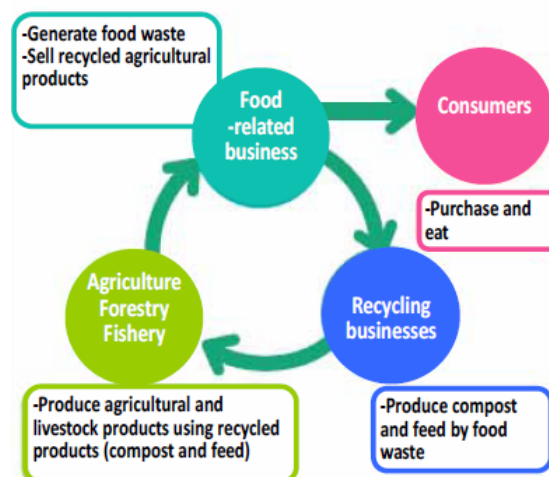 -Generate food waste
-Sell recycled agricultural
products
Food
-related
business
Consumers
-Purchase and
eat
Agriculture
Forestry
Fishery
Recycling
businesses
-Produce agricultural and
livestock products using recycled
products (compost and feed)
-Produce compost
and feed by food
waste